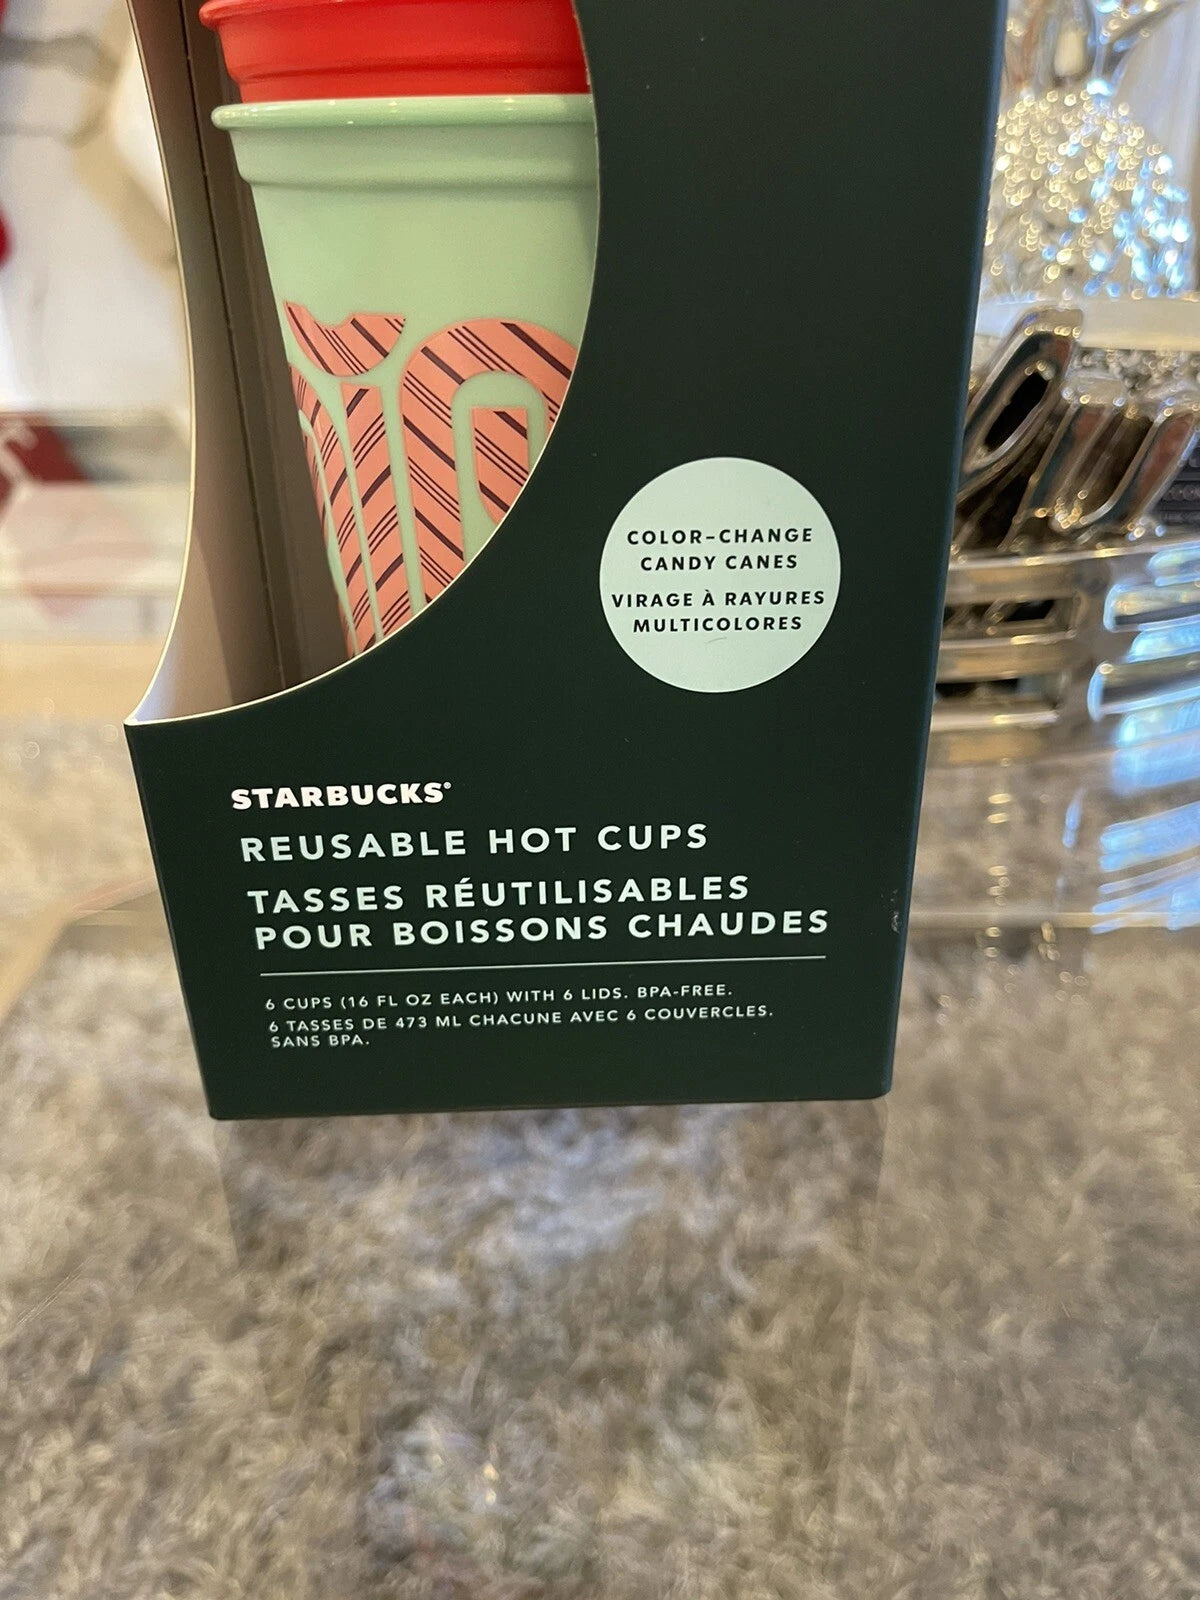 COLOR-CHANGE
CANDY CANES
VIRAGE À RAYURES
MULTICOLORES
STARBUCKS®
REUSABLE HOT CUPS
TASSES RÉUTILISABLES
POUR BOISSONS CHAUDES
6 CUPS (16 FL OZ EACH) WITH 6 LIDS. BPA-FREE.
6 TASSES DE 473 ML CHACUNE AVEC 6 COUVERCLES.
SANS BPA.